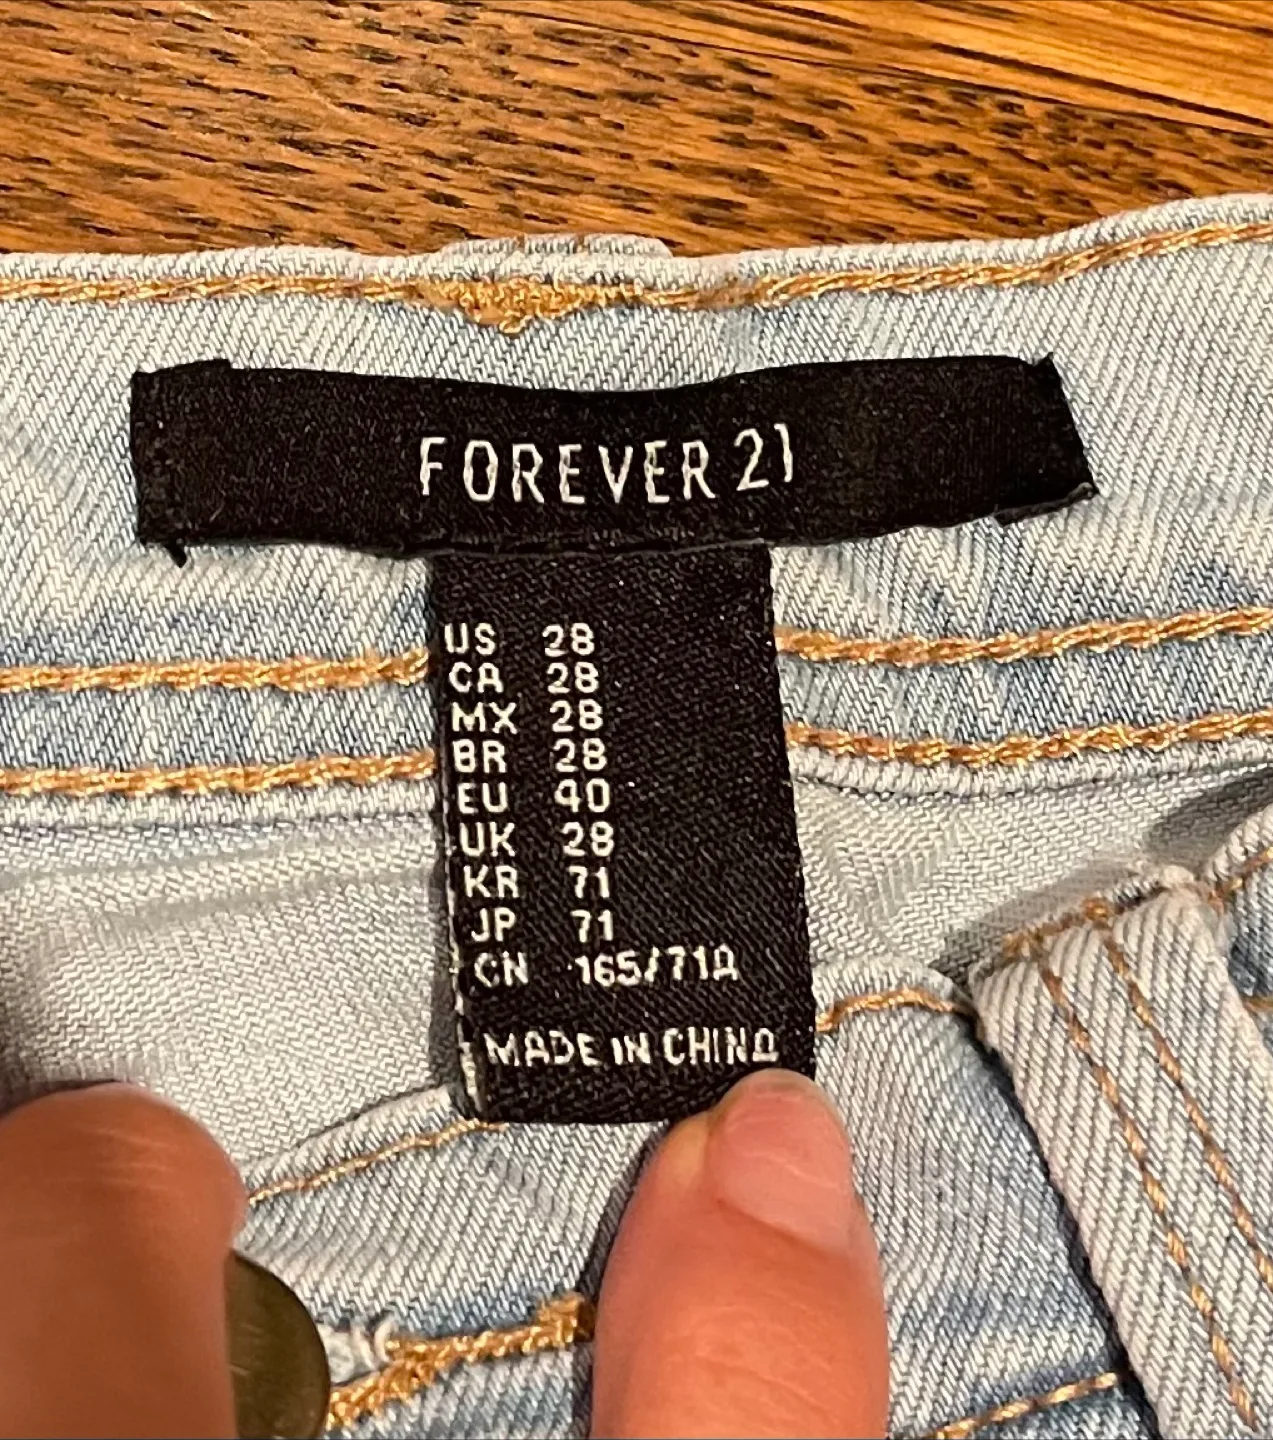 FOREVER 21
US 28
CA 28
MX 28
BR 28
EU 40
UK 28
KR 71
JP 71
CN 165/71A
MADE IN CHINA